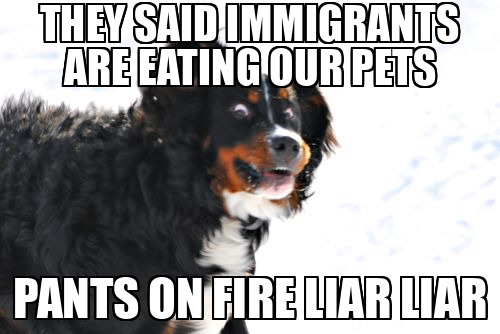 THEY SAID IMMIGRANTS
ARE EATING OUR PETS
PANTS ON FIRE LIAR LIAR